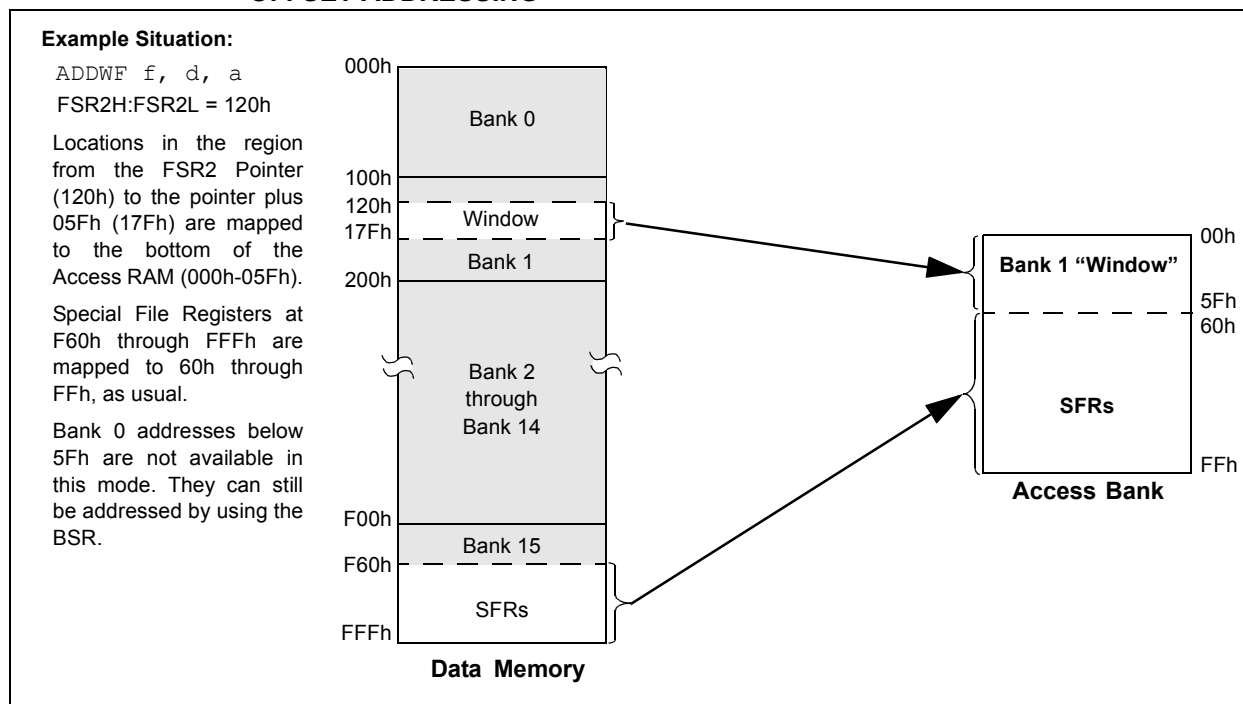 Example Situation:
ADDWF f, d, a
FSR2H:FSR2L = 120h
Locations in the region
from the FSR2 Pointer
(120h) to the pointer plus
05Fh (17Fh) are mapped
to the bottom of the
Access RAM (000h-05Fh).
Special File Registers at
F60h through FFFh are
mapped to 60h through
FFh, as usual.
Bank 0 addresses below
5Fh are not available in
this mode. They can still
be addressed by using the
BSR.
000h
Bank 0
100h
120h
Window
17Fh
Bank 1
200h
Bank 2
through
Bank 14
F00h
Bank 15
F60h
SFRs
FFFh
Data Memory
00h
Bank 1 “Window”
5Fh
60h
SFRs
FFh
Access Bank